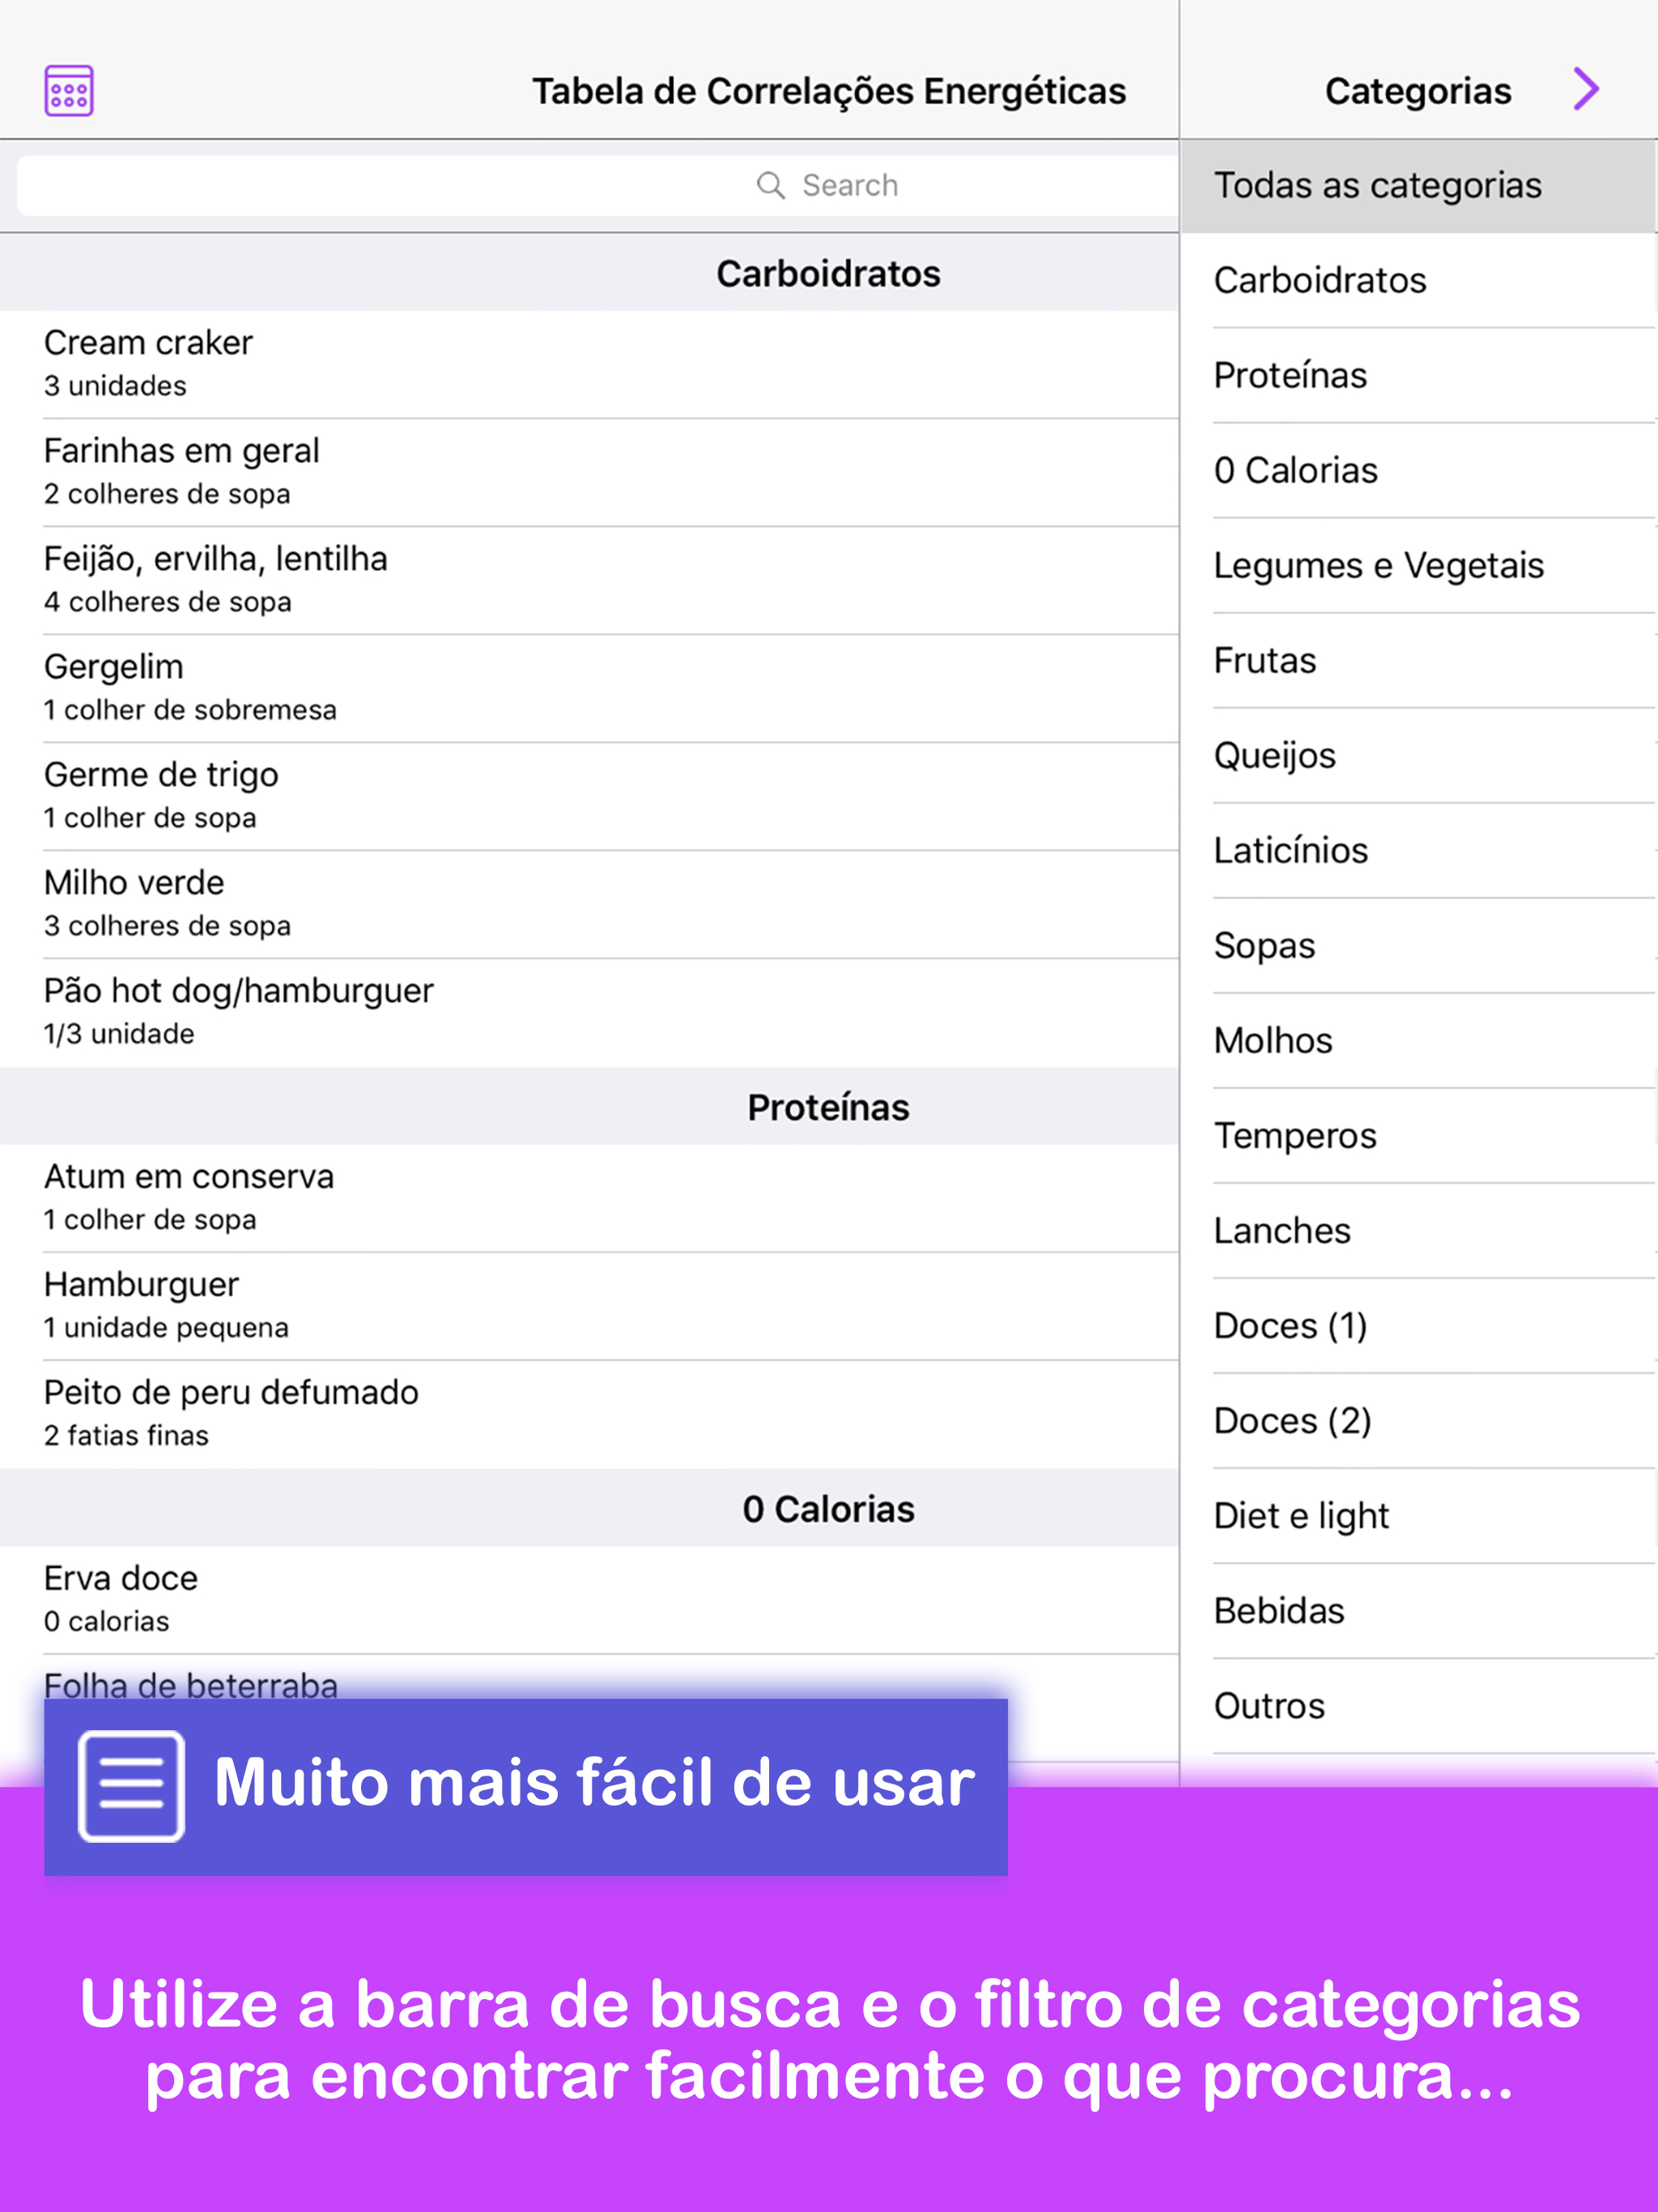 Tabela de Correlações Energéticas
Search
Carboidratos
Cream craker
3 unidades
Farinhas em geral
2 colheres de sopa
Feijão, ervilha, lentilha
4 colheres de sopa
Gergelim
1 colher de sobremesa
Germe de trigo
1 colher de sopa
Milho verde
3 colheres de sopa
Pão hot dog/hamburguer
1/3 unidade
Proteínas
Atum em conserva
1 colher de sopa
Hamburguer
1 unidade pequena
Peito de peru defumado
2 fatias finas
0 Calorias
Erva doce
0 calorias
Folha de beterraba
Categorias
Todas as categorias
Carboidratos
Proteínas
0 Calorias
Legumes e Vegetais
Frutas
Queijos
Laticínios
Sopas
Molhos
Temperos
Lanches
Doces (1)
Doces (2)
Diet e light
Bebidas
Outros
Muito mais fácil de usar
Utilize a barra de busca e o filtro de categorias
para encontrar facilmente o que procura...